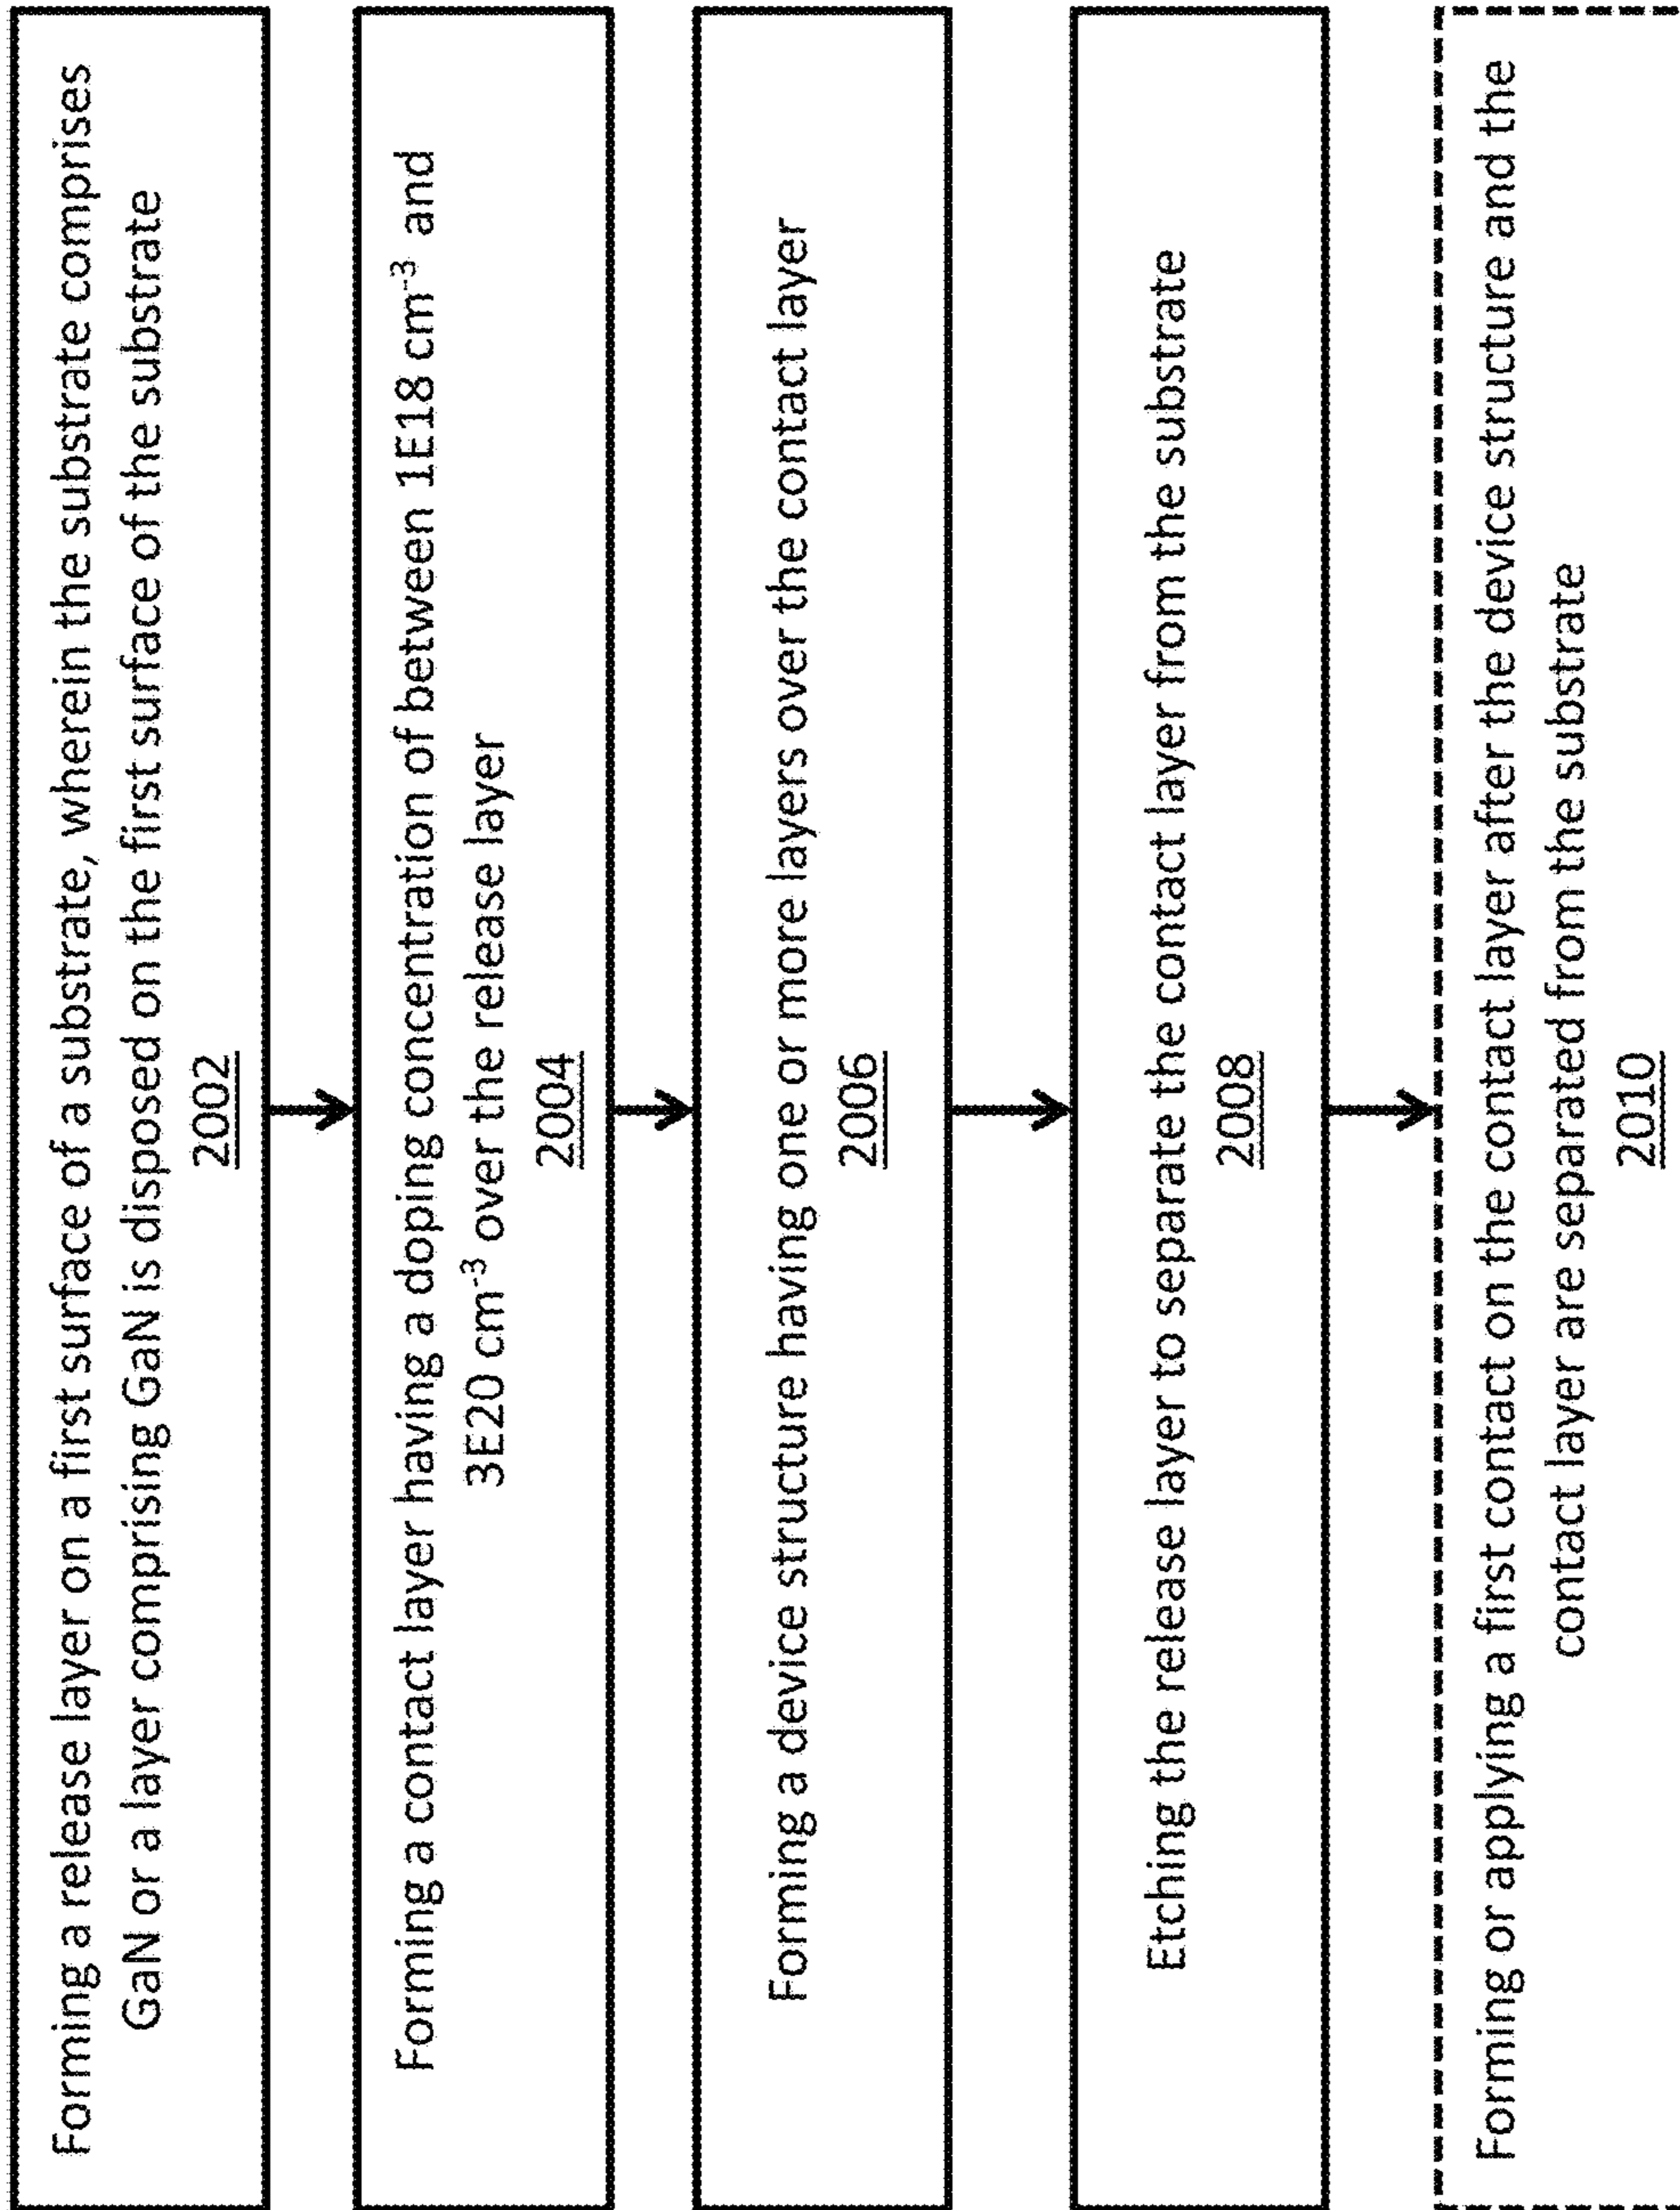 Forming a release layer on a first surface of a substrate, wherein the substrate comprises
GaN or a layer comprising GaN is disposed on the first surface of the substrate
2002
Forming a contact layer having a doping concentration of between 1E18 cm⁻³ and
3E20 cm⁻³ over the release layer
2004
Forming a device structure having one or more layers over the contact layer
2006
Etching the release layer to separate the contact layer from the substrate
2008
Forming or applying a first contact on the contact layer after the device structure and the
contact layer are separated from the substrate
2010